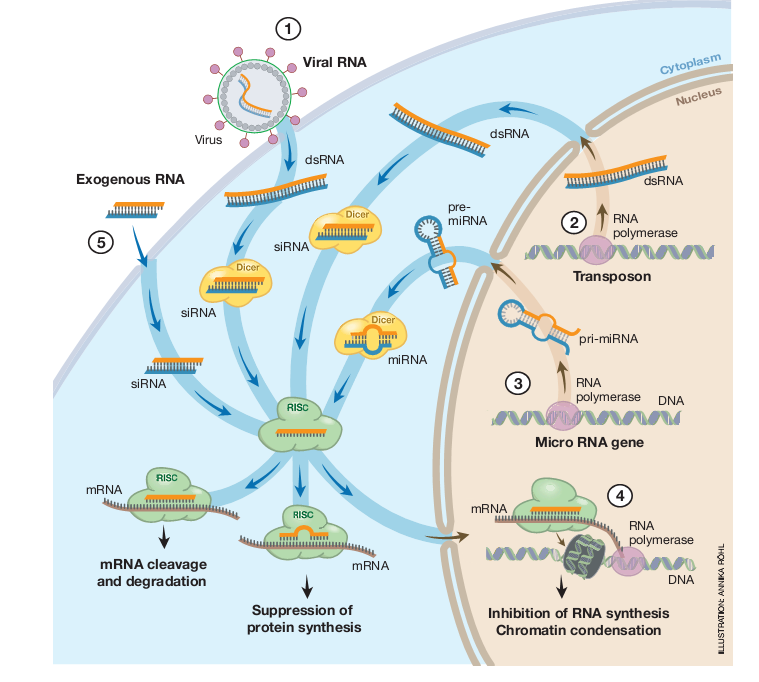 1
Viral RNA
Virus
Cytoplasm
Nucleus
dsRNA
dsRNA
dsRNA
Exogenous RNA
5
pre-
miRNA
2
RNA
polymerase
Transposon
Dicer
siRNA
Dicer
siRNA
Dicer
miRNA
pri-miRNA
3
RNA
polymerase
DNA
Micro RNA gene
siRNA
RISC
RISC
mRNA
mRNA cleavage
and degradation
RISC
mRNA
Suppression of
protein synthesis
4
mRNA
RNA
polymerase
DNA
Inhibition of RNA synthesis
Chromatin condensation
ILLUSTRATION: ANNIKA RÖHL